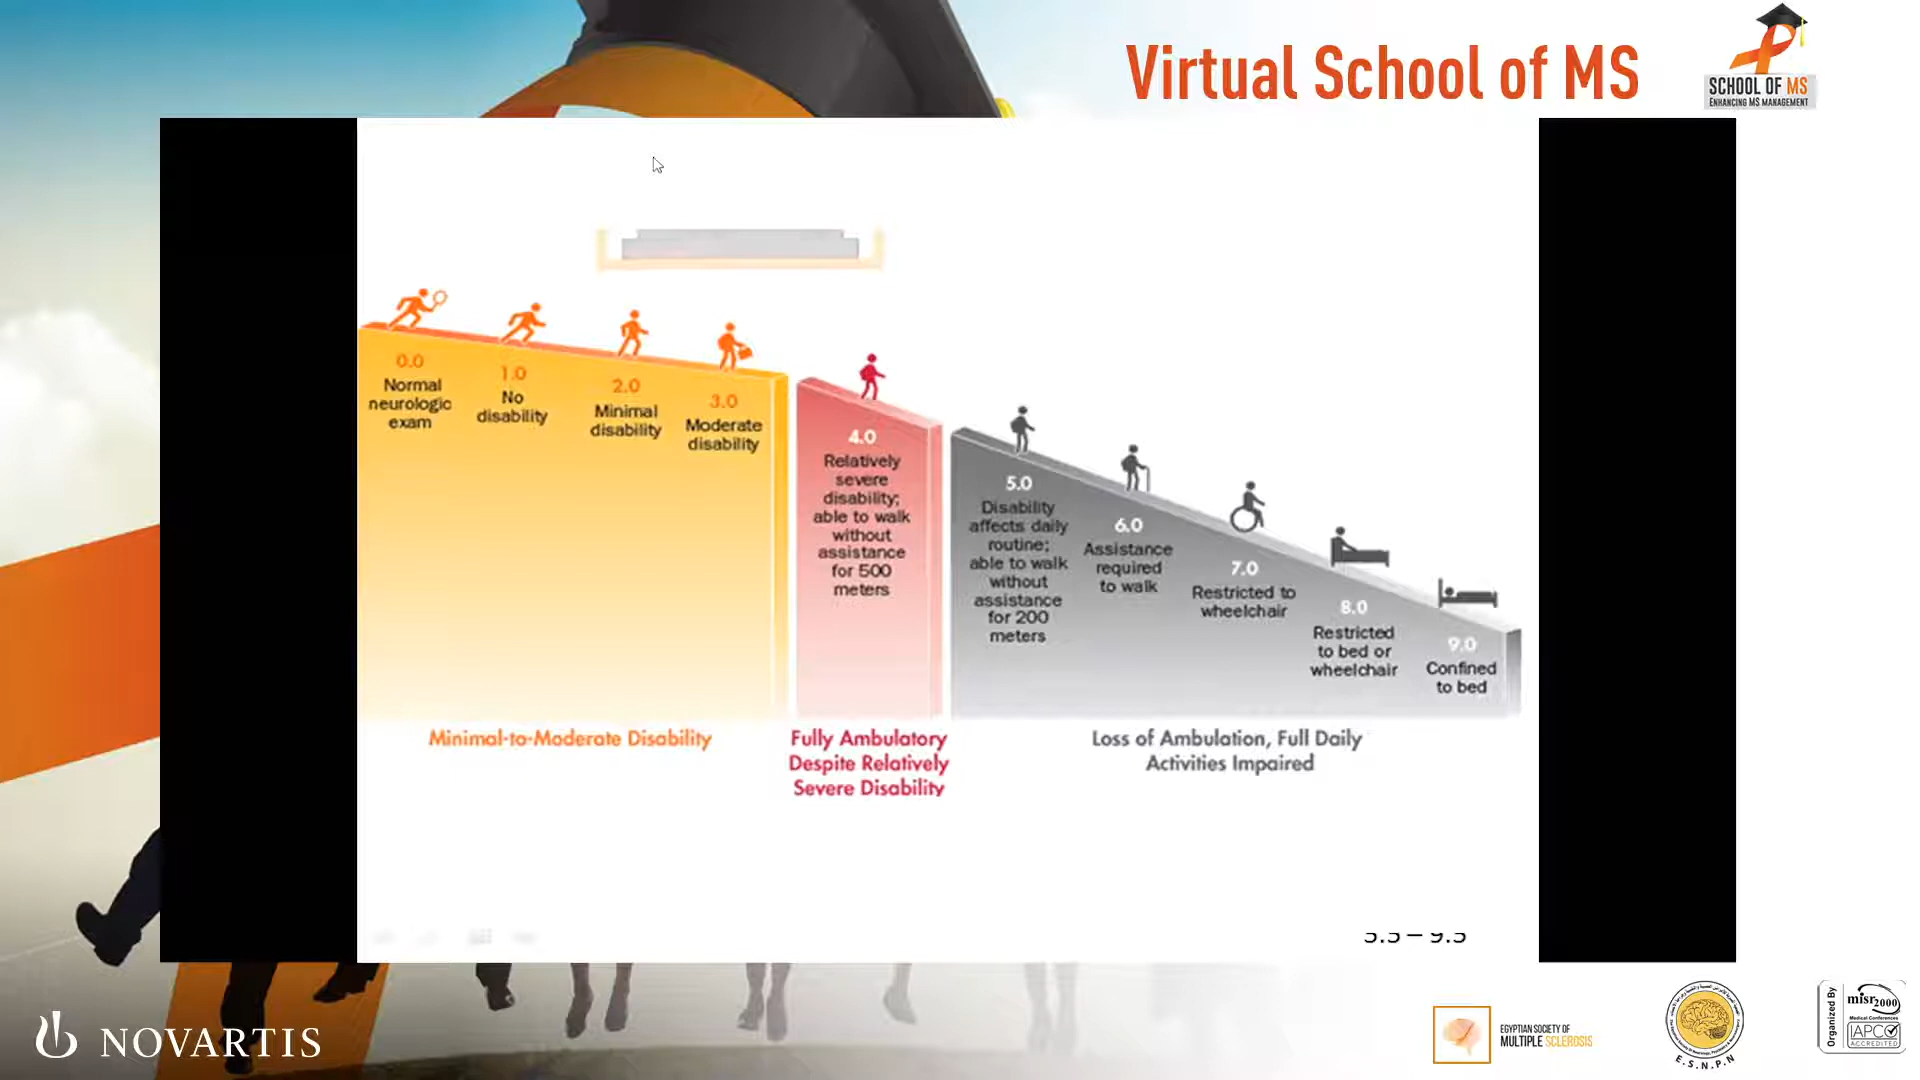 Virtual School of MS
SCHOOL OF MS
ENHANCING MS MANAGEMENT
0.0
Normal
neurologic
exam
1.0
No
disability
2.0
Minimal
disability
3.0
Moderate
disability
4.0
Relatively
severe
disability;
able to walk
without
assistance
for 500
meters
5.0
Disability
affects daily
routine;
able to walk
without
assistance
for 200
meters
6.0
Assistance
required
to walk
7.0
Restricted to
wheelchair
8.0
Restricted
to bed or
wheelchair
9.0
Confined
to bed
Minimal-to-Moderate Disability
Fully Ambulatory
Despite Relatively
Severe Disability
Loss of Ambulation, Full Daily
Activities Impaired
NOVARTIS
EGYPTIAN SOCIETY OF
MULTIPLE SCLEROSIS
E.S.N.P.N
Organized By
misr2000
Medical Conferences
IAPCO
ACCREDITED